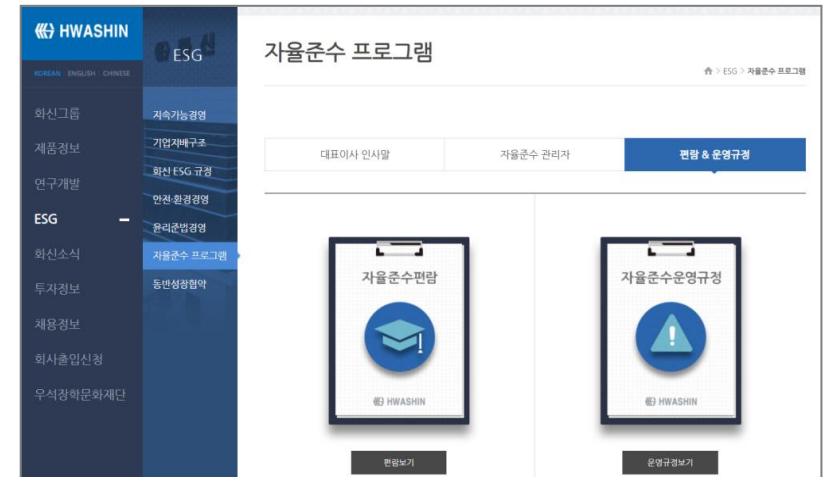 HWASHIN
KOREAN ENGLISH CHINESE
화신그룹
제품정보
연구개발
ESG
화신소식
투자정보
채용정보
회사출입신청
우석장학문화재단
ESG
지속가능경영
기업지배구조
화신 ESG 규정
안전·환경경영
윤리준법경영
자율준수 프로그램
동반성장협약
자율준수 프로그램
> ESG > 자율준수 프로그램
대표이사 인사말
자율준수 관리자
편람 & 운영규정
자율준수편람
HWASHIN
편람보기
자율준수운영규정
HWASHIN
운영규정보기